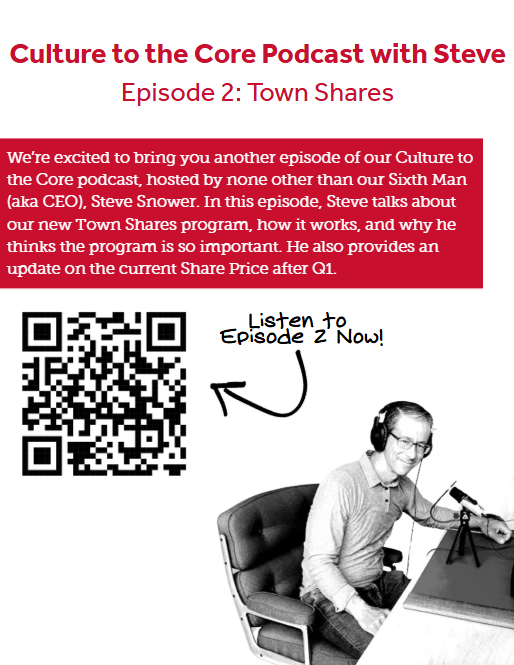 Culture to the Core Podcast with Steve
Episode 2: Town Shares
We're excited to bring you another episode of our Culture to
the Core podcast, hosted by none other than our Sixth Man
(aka CEO), Steve Snower. In this episode, Steve talks about
our new Town Shares program, how it works, and why he
thinks the program is so important. He also provides an
update on the current Share Price after Q1.
Listen to
Episode 2 Now!